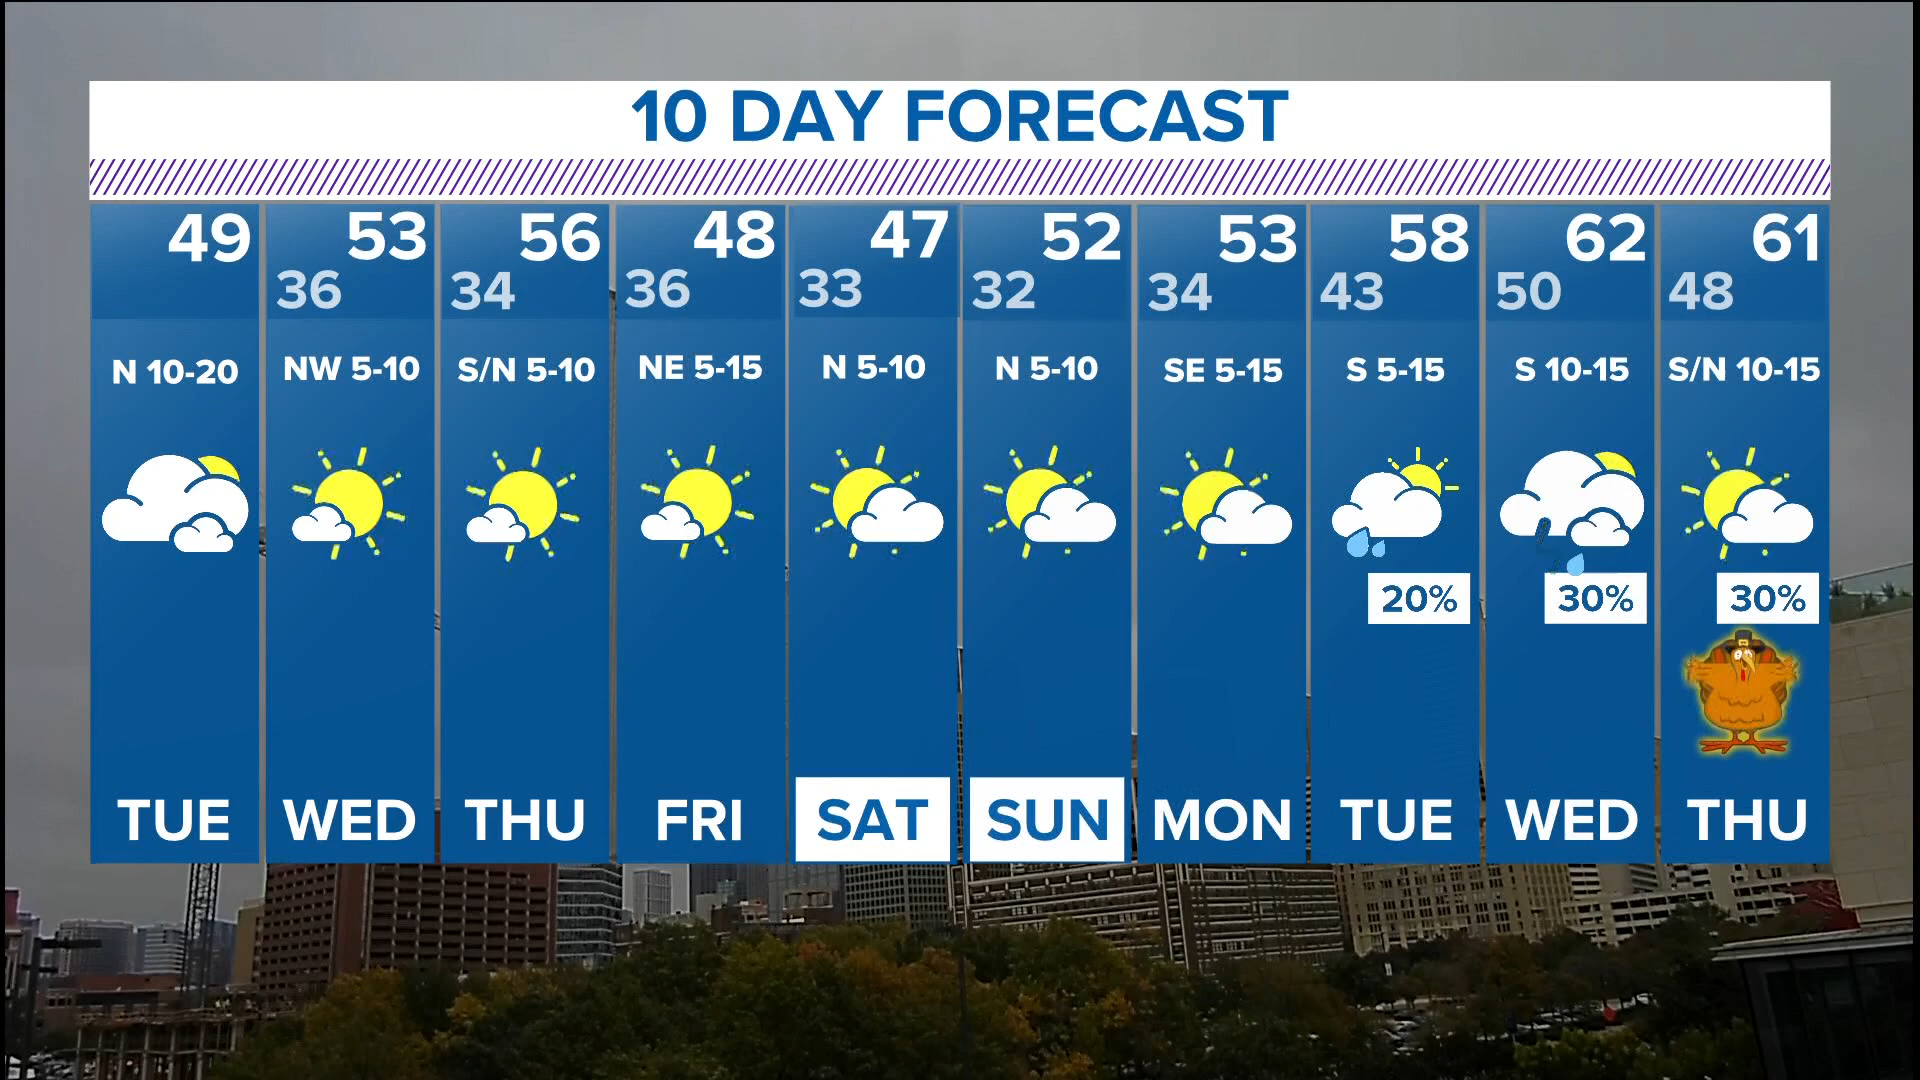 10 DAY FORECAST
49 53 56 48 47 52 53 58 62 61
36 34 36 33 32 34 43 50 48
N 10-20 NW 5-10 S/N 5-10 NE 5-15 N 5-10 N 5-10 SE 5-15 S 5-15 S 10-15 S/N 10-15
20% 30% 30%
TUE WED THU FRI SAT SUN MON TUE WED THU